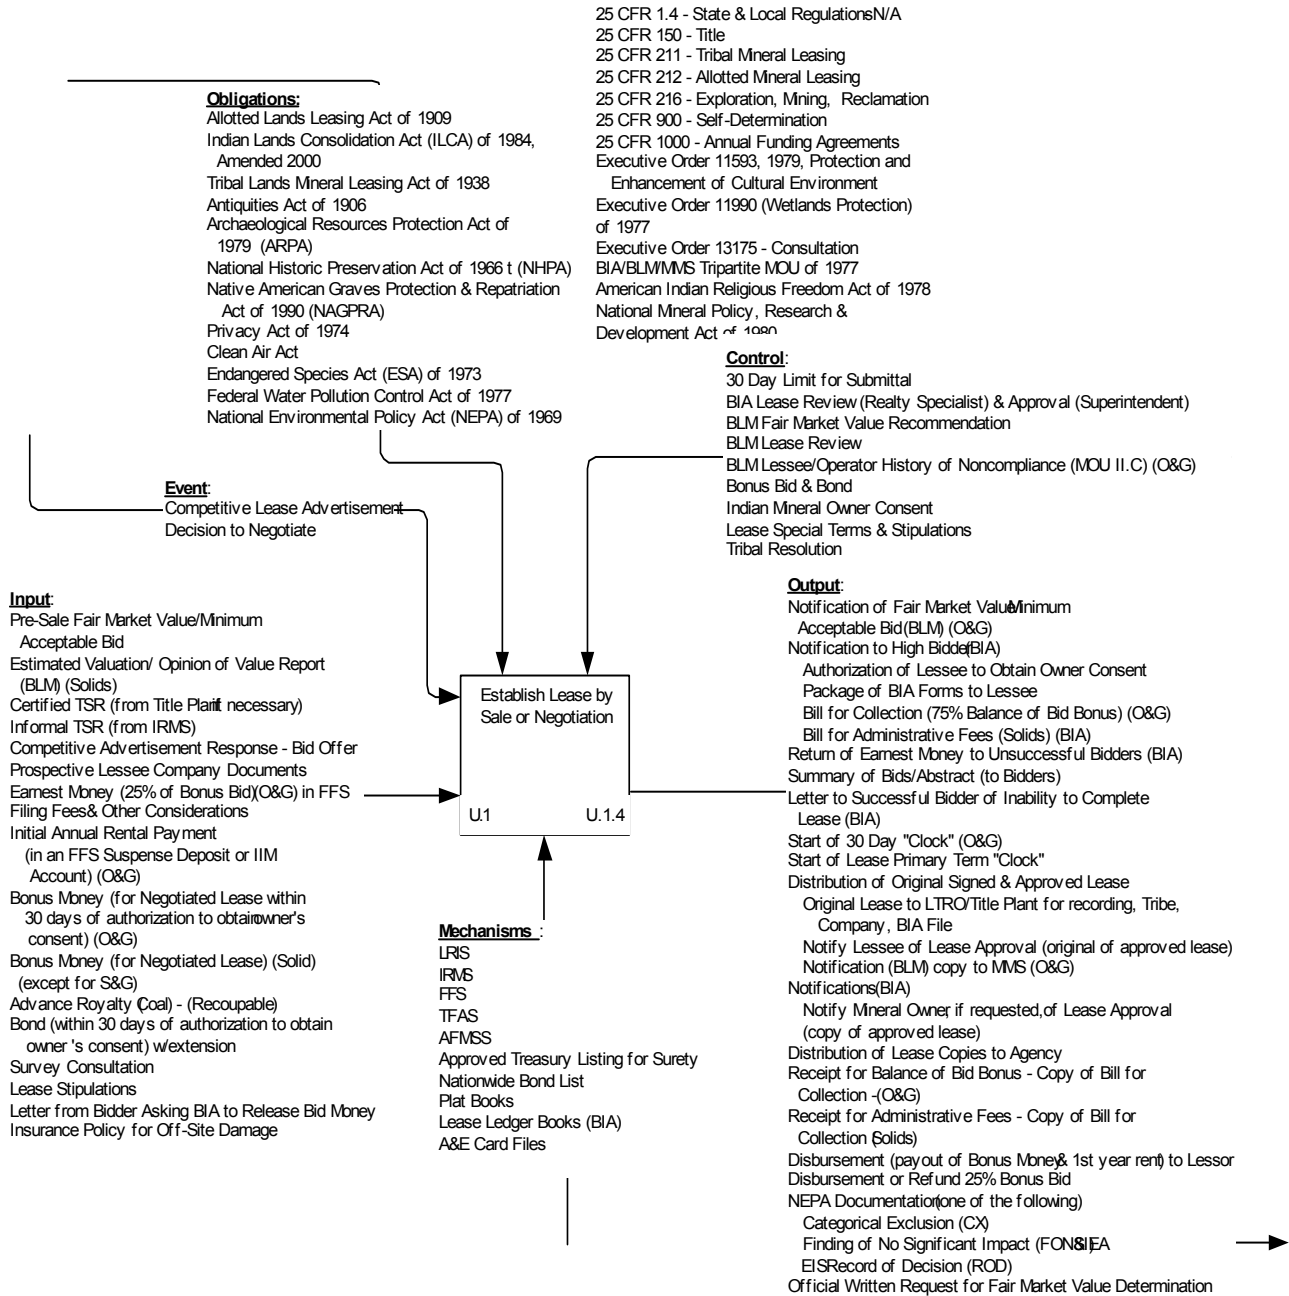 25 CFR 1.4 - State & Local RegulationsN/A
25 CFR 150 - Title
25 CFR 211 - Tribal Mineral Leasing
25 CFR 212 - Allotted Mineral Leasing
25 CFR 216 - Exploration, Mining, Reclamation
25 CFR 900 - Self-Determination
25 CFR 1000 - Annual Funding Agreements
Executive Order 11593, 1979, Protection and
Enhancement of Cultural Environment
Executive Order 11990 (Wetlands Protection)
of 1977
Executive Order 13175 - Consultation
BIA/BLM/MMS Tripartite MOU of 1977
American Indian Religious Freedom Act of 1978
National Mineral Policy, Research &
Development Act of 1980
Obligations:
Allotted Lands Leasing Act of 1909
Indian Lands Consolidation Act (ILCA) of 1984,
Amended 2000
Tribal Lands Mineral Leasing Act of 1938
Antiquities Act of 1906
Archaeological Resources Protection Act of
1979 (ARPA)
National Historic Preservation Act of 1966 t (NHPA)
Native American Graves Protection & Repatriation
Act of 1990 (NAGPRA)
Privacy Act of 1974
Clean Air Act
Endangered Species Act (ESA) of 1973
Federal Water Pollution Control Act of 1977
National Environmental Policy Act (NEPA) of 1969
Control:
30 Day Limit for Submittal
BIA Lease Review (Realty Specialist) & Approval (Superintendent)
BLM Fair Market Value Recommendation
BLM Lease Review
BLM Lessee/Operator History of Noncompliance (MOU II.C) (O&G)
Bonus Bid & Bond
Indian Mineral Owner Consent
Lease Special Terms & Stipulations
Tribal Resolution
Event:
Competitive Lease Advertisement
Decision to Negotiate
Input:
Pre-Sale Fair Market Value/Minimum
Acceptable Bid
Estimated Valuation/ Opinion of Value Report
(BLM) (Solids)
Certified TSR (from Title Plant if necessary)
Informal TSR (from IRMS)
Competitive Advertisement Response - Bid Offer
Prospective Lessee Company Documents
Earnest Money (25% of Bonus Bid)(O&G) in FFS
Filing Fees& Other Considerations
Initial Annual Rental Payment
(in an FFS Suspense Deposit or IIM
Account) (O&G)
Bonus Money (for Negotiated Lease within
30 days of authorization to obtain owner's
consent) (O&G)
Bonus Money (for Negotiated Lease) (Solid)
(except for S&G)
Advance Royalty (Coal) - (Recoupable)
Bond (within 30 days of authorization to obtain
owner 's consent) w/extension
Survey Consultation
Lease Stipulations
Letter from Bidder Asking BIA to Release Bid Money
Insurance Policy for Off-Site Damage
Establish Lease by
Sale or Negotiation
U.1 U.1.4
Mechanisms :
LRIS
IRMS
FFS
TFAS
AFMSS
Approved Treasury Listing for Surety
Nationwide Bond List
Plat Books
Lease Ledger Books (BIA)
A&E Card Files
Output:
Notification of Fair Market Value/Minimum
Acceptable Bid(BLM) (O&G)
Notification to High Bidder(BIA)
Authorization of Lessee to Obtain Owner Consent
Package of BIA Forms to Lessee
Bill for Collection (75% Balance of Bid Bonus) (O&G)
Bill for Administrative Fees (Solids) (BIA)
Return of Earnest Money to Unsuccessful Bidders (BIA)
Summary of Bids/Abstract (to Bidders)
Letter to Successful Bidder of Inability to Complete
Lease (BIA)
Start of 30 Day "Clock" (O&G)
Start of Lease Primary Term "Clock"
Distribution of Original Signed & Approved Lease
Original Lease to LTRO/Title Plant for recording, Tribe,
Company, BIA File
Notify Lessee of Lease Approval (original of approved lease)
Notification (BLM) copy to MMS (O&G)
Notifications(BIA)
Notify Mineral Owner, if requested, of Lease Approval
(copy of approved lease)
Distribution of Lease Copies to Agency
Receipt for Balance of Bid Bonus - Copy of Bill for
Collection -(O&G)
Receipt for Administrative Fees - Copy of Bill for
Collection (Solids)
Disbursement (payout of Bonus Money & 1st year rent) to Lessor
Disbursement or Refund 25% Bonus Bid
NEPA Documentation(one of the following)
Categorical Exclusion (CX)
Finding of No Significant Impact (FONSI)& EA
EISRecord of Decision (ROD)
Official Written Request for Fair Market Value Determination